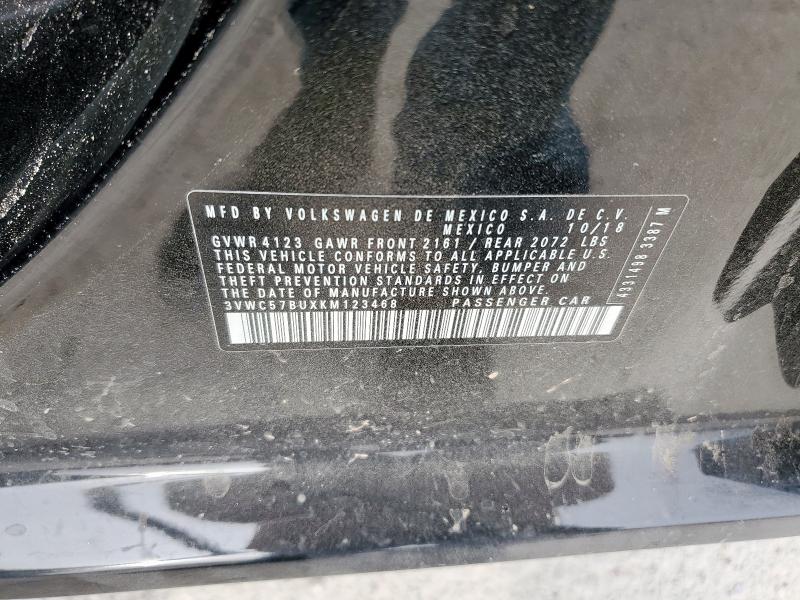 MFD BY VOLKSWAGEN DE MEXICO S.A. DE C.V.
MEXICO 10/18
GVWR 4123 GAWR FRONT 2161 / REAR 2072 LBS
THIS VEHICLE CONFORMS TO ALL APPLICABLE U.S.
FEDERAL MOTOR VEHICLE SAFETY, BUMPER AND
THEFT PREVENTION STANDARDS IN EFFECT ON
THE DATE OF MANUFACTURE SHOWN ABOVE.
3VWC57BUXKM123468 PASSENGER CAR
4331498 3387 M